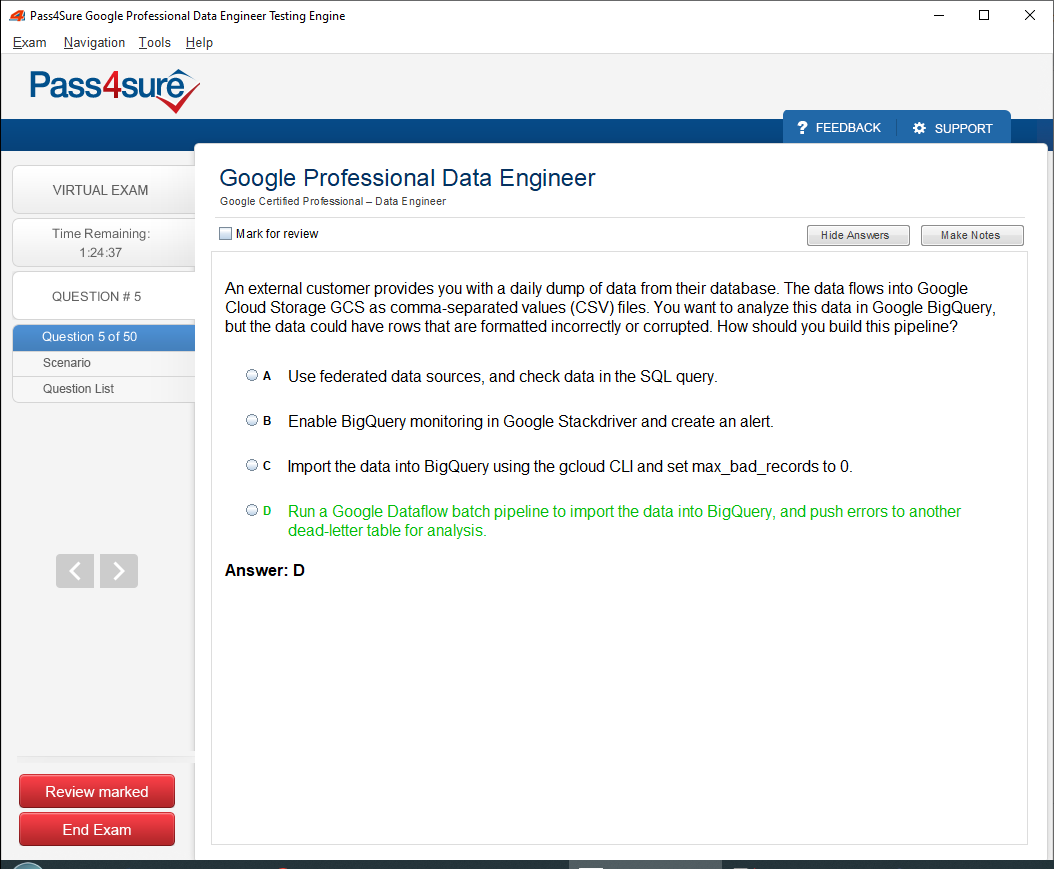 Pass4Sure Google Professional Data Engineer Testing Engine
Exam Navigation Tools Help
Pass4sure
? FEEDBACK SUPPORT
VIRTUAL EXAM
Time Remaining:
1:24:37
QUESTION # 5
Question 5 of 50
Scenario
Question List
Review marked
End Exam
Google Professional Data Engineer
Google Certified Professional – Data Engineer
Mark for review
Hide Answers Make Notes
An external customer provides you with a daily dump of data from their database. The data flows into Google
Cloud Storage GCS as comma-separated values (CSV) files. You want to analyze this data in Google BigQuery,
but the data could have rows that are formatted incorrectly or corrupted. How should you build this pipeline?
A Use federated data sources, and check data in the SQL query.
B Enable BigQuery monitoring in Google Stackdriver and create an alert.
C Import the data into BigQuery using the gcloud CLI and set max_bad_records to 0.
D Run a Google Dataflow batch pipeline to import the data into BigQuery, and push errors to another
dead-letter table for analysis.
Answer: D